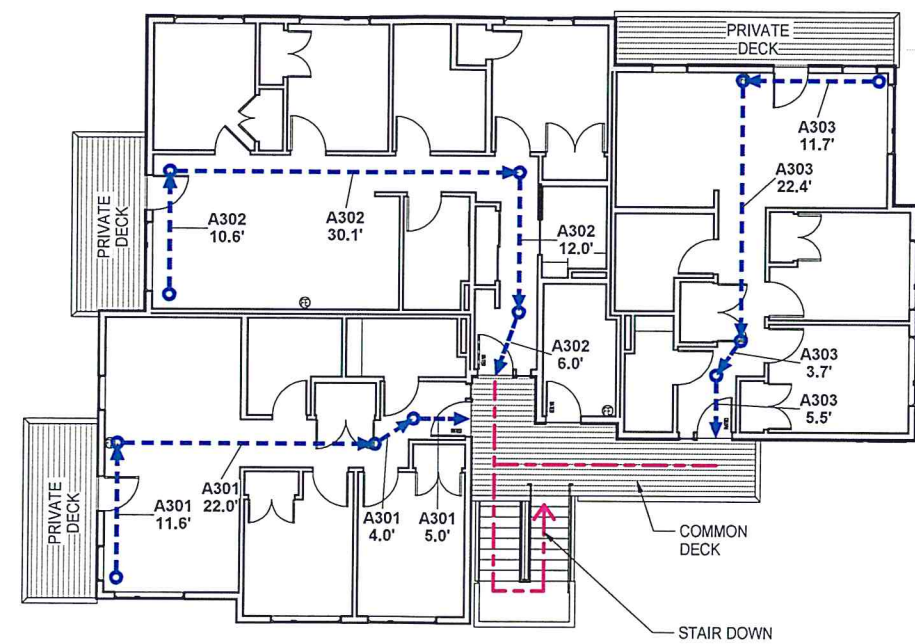 PRIVATE
DECK
A303
11.7'
A303
22.4'
PRIVATE
DECK
A302
10.6'
A302
30.1'
A302
12.0'
A302
6.0'
A303
3.7'
A303
5.5'
PRIVATE
DECK
A301
11.6'
A301
22.0'
A301
4.0'
A301
5.0'
COMMON
DECK
STAIR DOWN